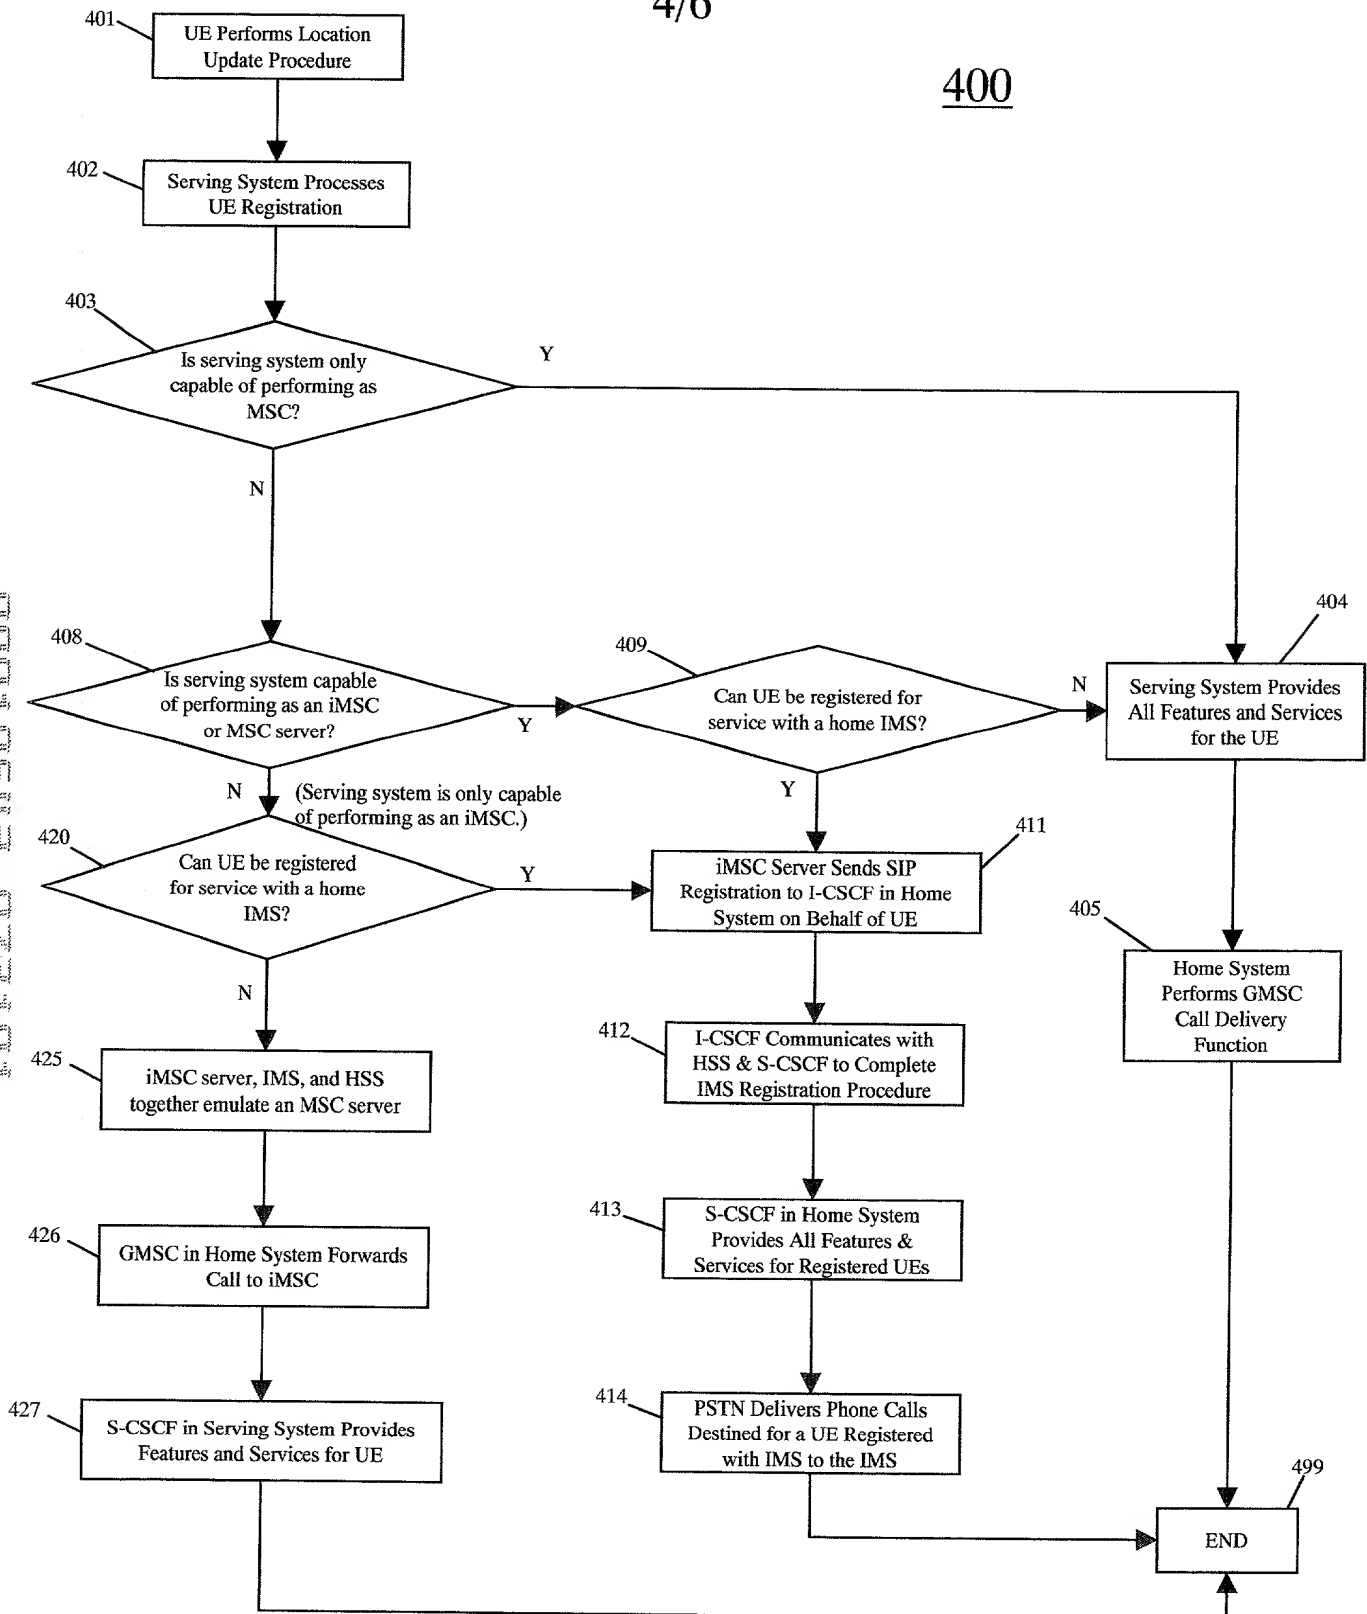 4/6
400
401
UE Performs Location
Update Procedure
402
Serving System Processes
UE Registration
403
Is serving system only
capable of performing as
MSC?
Y
N
408
Is serving system capable
of performing as an iMSC
or MSC server?
Y
N
(Serving system is only capable
of performing as an iMSC.)
409
Can UE be registered for
service with a home IMS?
N
Y
404
Serving System Provides
All Features and Services
for the UE
420
Can UE be registered
for service with a home
IMS?
Y
N
411
iMSC Server Sends SIP
Registration to I-CSCF in Home
System on Behalf of UE
405
Home System
Performs GMSC
Call Delivery
Function
412
I-CSCF Communicates with
HSS & S-CSCF to Complete
IMS Registration Procedure
425
iMSC server, IMS, and HSS
together emulate an MSC server
413
S-CSCF in Home System
Provides All Features &
Services for Registered UEs
426
GMSC in Home System Forwards
Call to iMSC
414
PSTN Delivers Phone Calls
Destined for a UE Registered
with IMS to the IMS
427
S-CSCF in Serving System Provides
Features and Services for UE
499
END